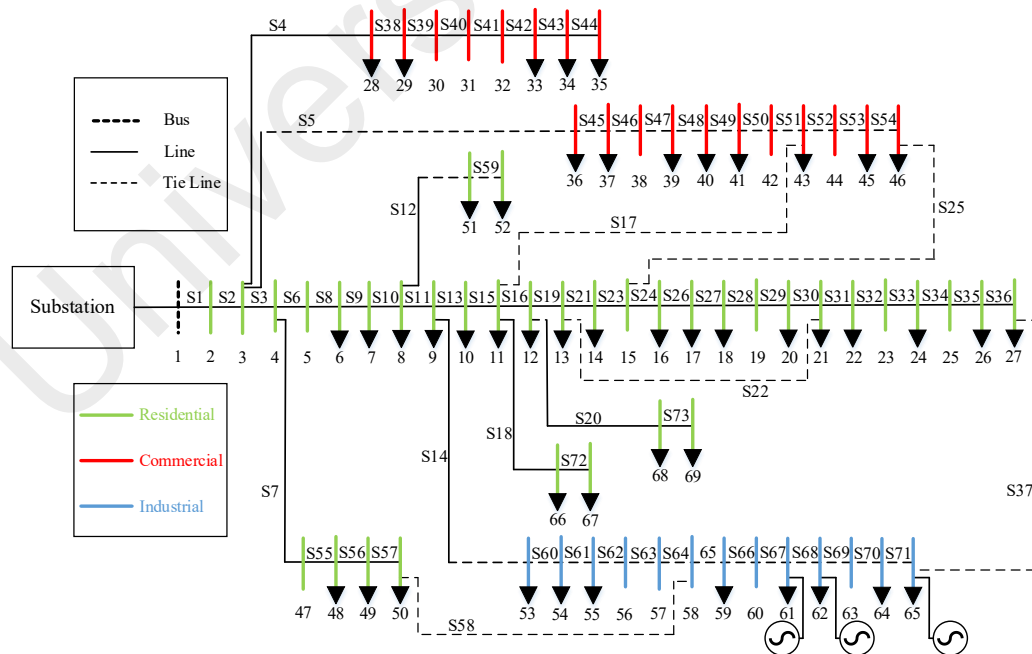 S4 S38 S39 S40 S41 S42 S43 S44
28 29 30 31 32 33 34 35
Bus
Line
Tie Line
S5 S45 S46 S47 S48 S49 S50 S51 S52 S53 S54
36 37 38 39 40 41 42 43 44 45 46
S59
51 52
S12
S17
S25
Substation
S1 S2 S3 S6 S8 S9 S10 S11 S13 S15 S16 S19 S21 S23 S24 S26 S27 S28 S29 S30 S31 S32 S33 S34 S35 S36
1 2 3 4 5 6 7 8 9 10 11 12 13 14 15 16 17 18 19 20 21 22 23 24 25 26 27
S22
Residential
Commercial
Industrial
S20 S73
68 69
S18 S72
66 67
S14
S7
S37
S55 S56 S57
47 48 49 50
S60 S61 S62 S63 S64 65 S66 S67 S68 S69 S70 S71
53 54 55 56 57 58 59 60 61 62 63 64 65
S58
Univers